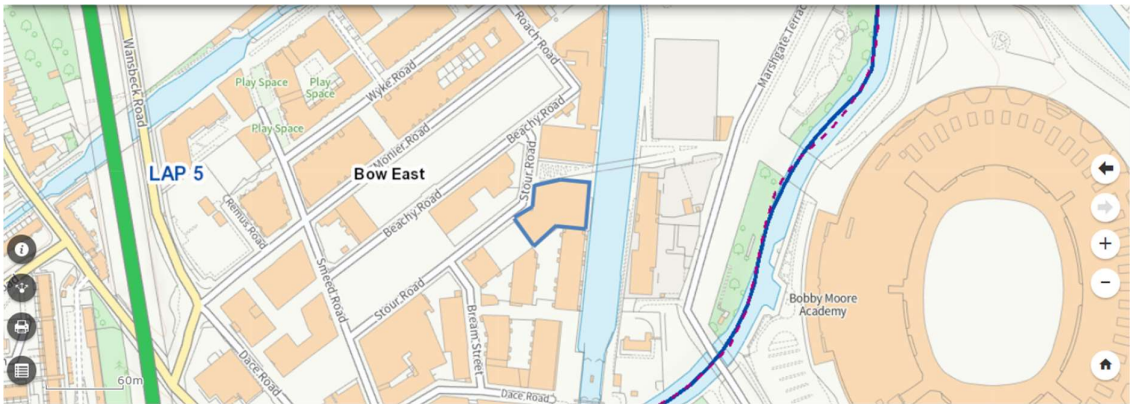 Roach Road
Wansbeck Road
Marshgate Terrac
Play Space
Play
Space
Wyke Road
Play Space
Beachy Road
Monier Road
LAP 5
Bow East
Stour Road
Remus Road
Beachy Road
Smeed Road
Bobby Moore
Academy
Stour Road
Bream Street
60m
Dace Road
Dace Road